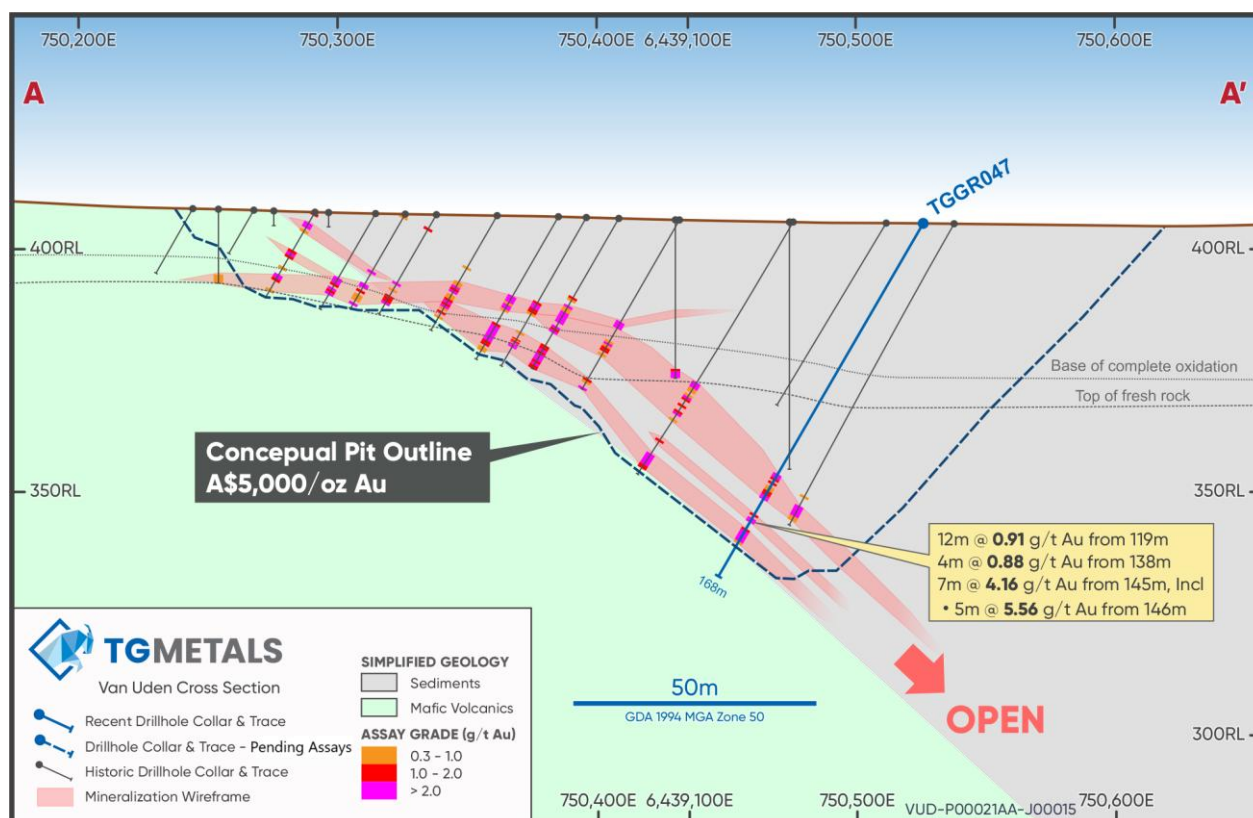 750,200E 750,300E 750,400E 6,439,100E 750,500E 750,600E
A A'
TGGR047
400RL 400RL
Base of complete oxidation
Top of fresh rock
Concepual Pit Outline
A$5,000/oz Au
350RL 350RL
12m @ 0.91 g/t Au from 119m
4m @ 0.88 g/t Au from 138m
7m @ 4.16 g/t Au from 145m, Incl
• 5m @ 5.56 g/t Au from 146m
168m
TGMETALS
Van Uden Cross Section
Recent Drillhole Collar & Trace
Drillhole Collar & Trace - Pending Assays
Historic Drillhole Collar & Trace
Mineralization Wireframe
SIMPLIFIED GEOLOGY
Sediments
Mafic Volcanics
ASSAY GRADE (g/t Au)
0.3 - 1.0
1.0 - 2.0
> 2.0
50m
GDA 1994 MGA Zone 50
OPEN
300RL
750,400E 6,439,100E 750,500E 750,600E
VUD-P00021AA-J00015